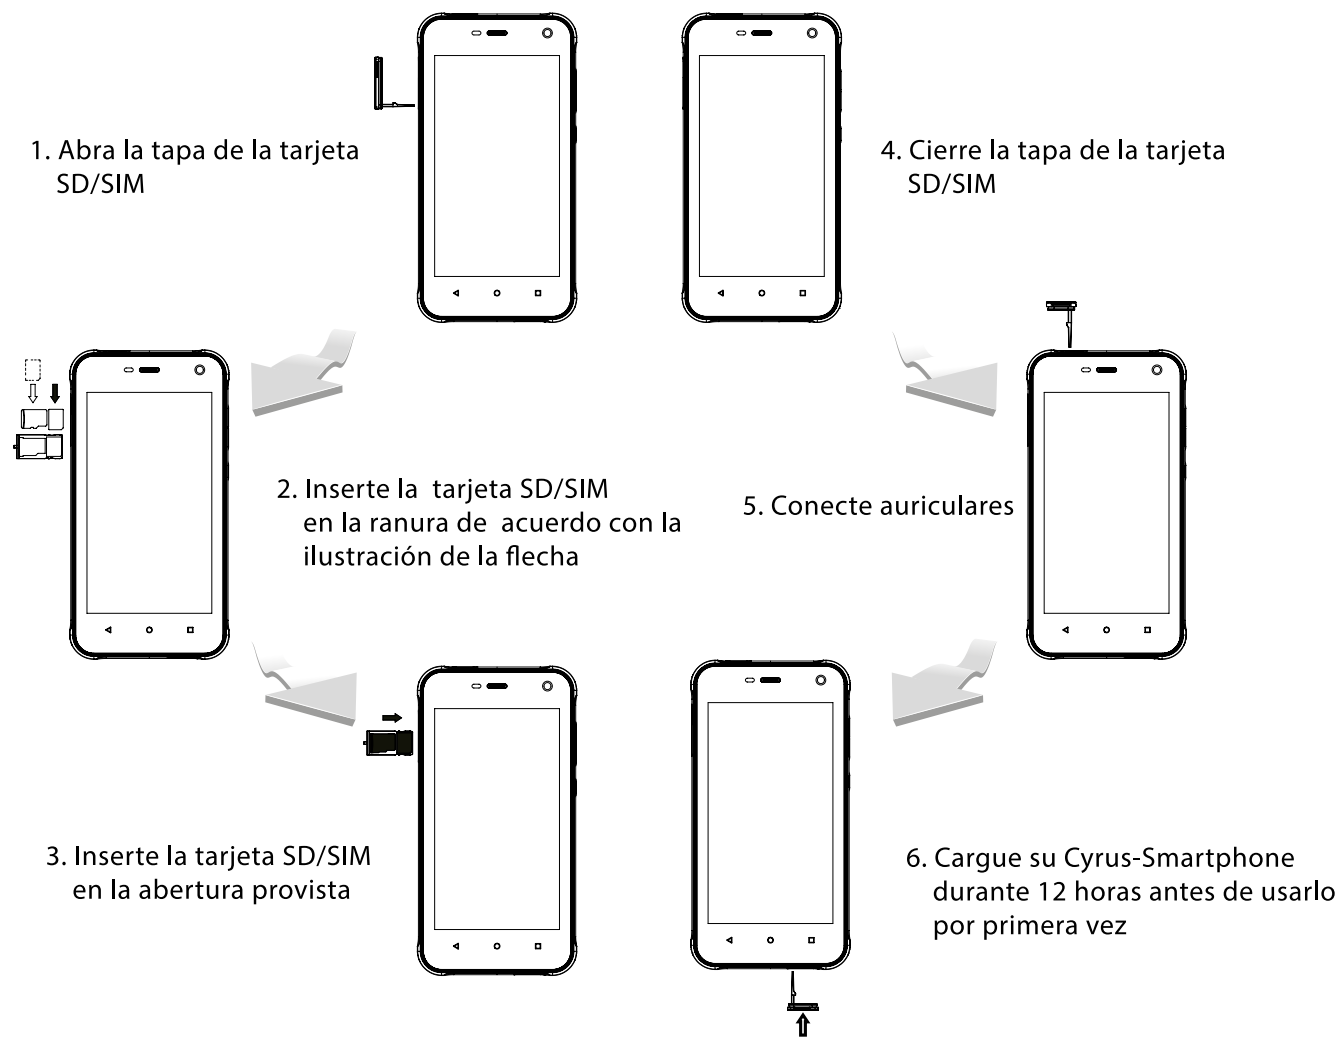 1. Abra la tapa de la tarjeta
SD/SIM
2. Inserte la tarjeta SD/SIM
en la ranura de acuerdo con la
ilustración de la flecha
3. Inserte la tarjeta SD/SIM
en la abertura provista
4. Cierre la tapa de la tarjeta
SD/SIM
5. Conecte auriculares
6. Cargue su Cyrus-Smartphone
durante 12 horas antes de usarlo
por primera vez